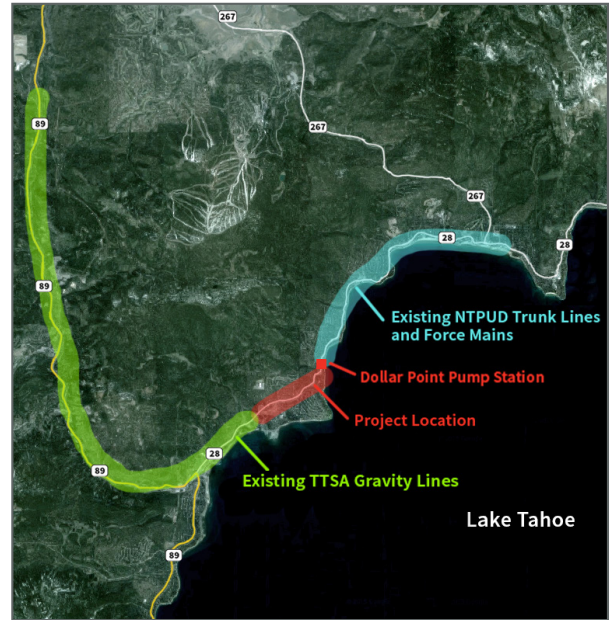 267
89
267
267
28
28
89
Existing NTPUD Trunk Lines
and Force Mains
Dollar Point Pump Station
Project Location
28
89
Existing TTSA Gravity Lines
Lake Tahoe
89